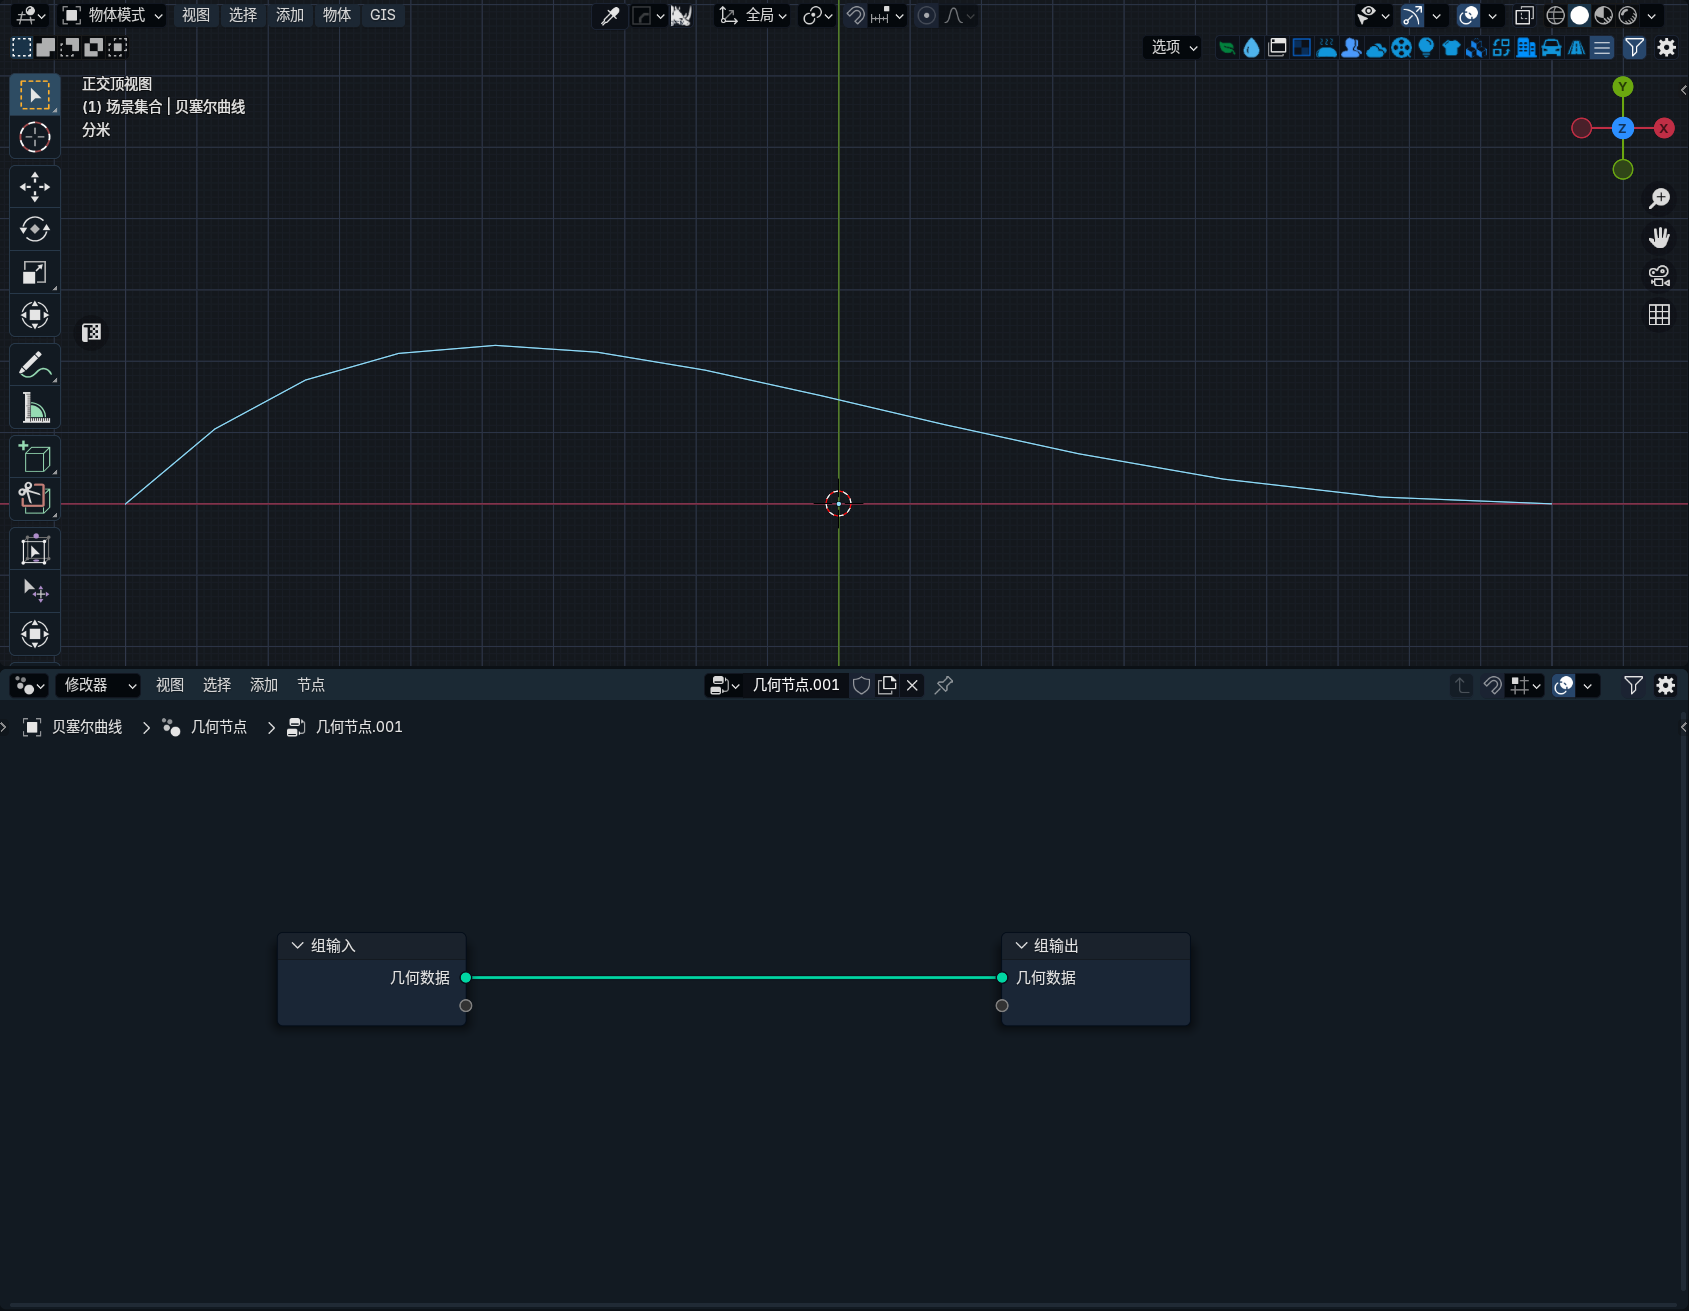 物体模式 视图 选择 添加 物体 GIS 全局
选项
正交顶视图
(1) 场景集合 | 贝塞尔曲线
分米
Y
Z
X
修改器 视图 选择 添加 节点 几何节点.001
贝塞尔曲线 几何节点 几何节点.001
组输入
几何数据
组输出
几何数据